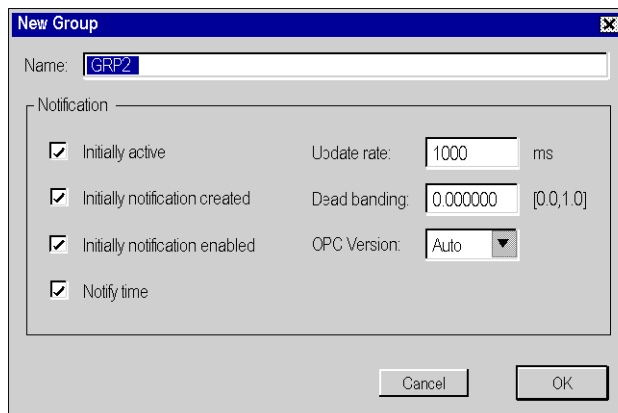 New Group
Name: GRP2
Notification
Initially active Update rate: 1000 ms
Initially notification created Dead banding: 0.000000 [0.0,1.0]
Initially notification enabled OPC Version: Auto
Notify time
Cancel OK